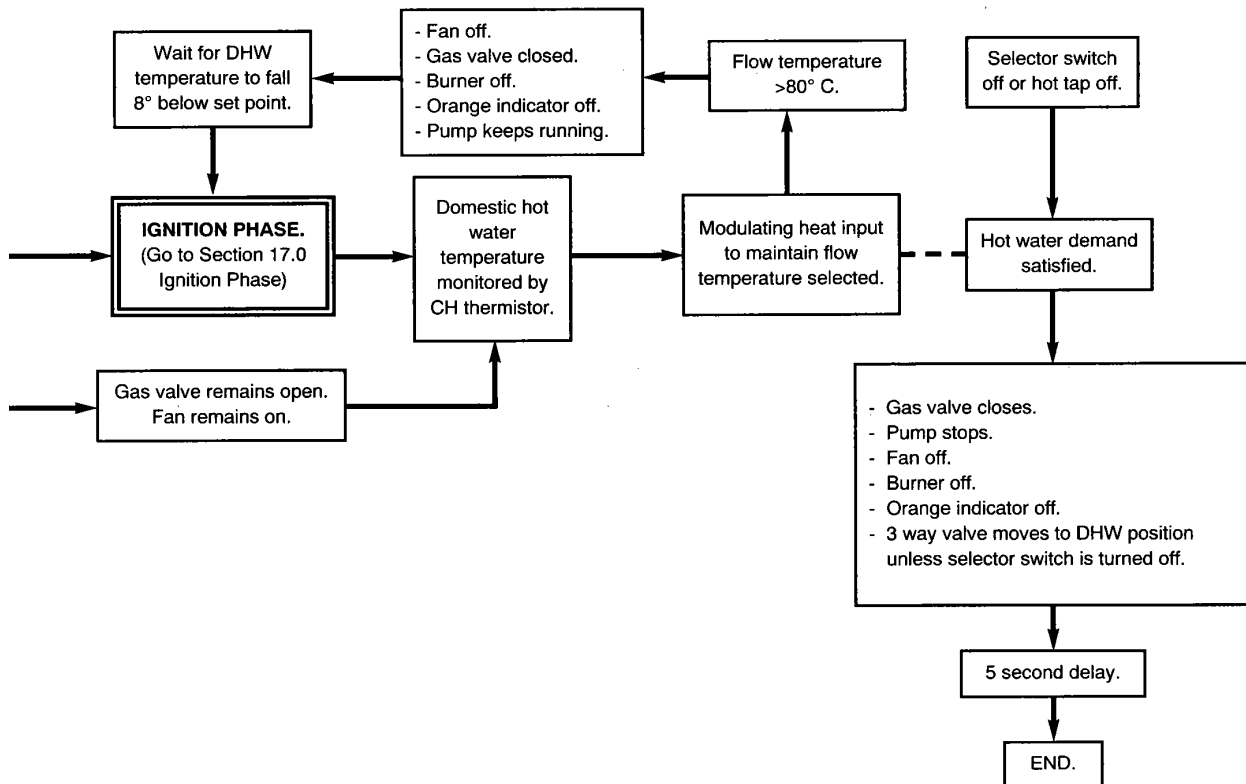 Wait for DHW
temperature to fall
8° below set point.
- Fan off.
- Gas valve closed.
- Burner off.
- Orange indicator off.
- Pump keeps running.
Flow temperature
>80° C.
Selector switch
off or hot tap off.
IGNITION PHASE.
(Go to Section 17.0
Ignition Phase)
Domestic hot
water
temperature
monitored by
CH thermistor.
Modulating heat input
to maintain flow
temperature selected.
Hot water demand
satisfied.
Gas valve remains open.
Fan remains on.
- Gas valve closes.
- Pump stops.
- Fan off.
- Burner off.
- Orange indicator off.
- 3 way valve moves to DHW position
unless selector switch is turned off.
5 second delay.
END.